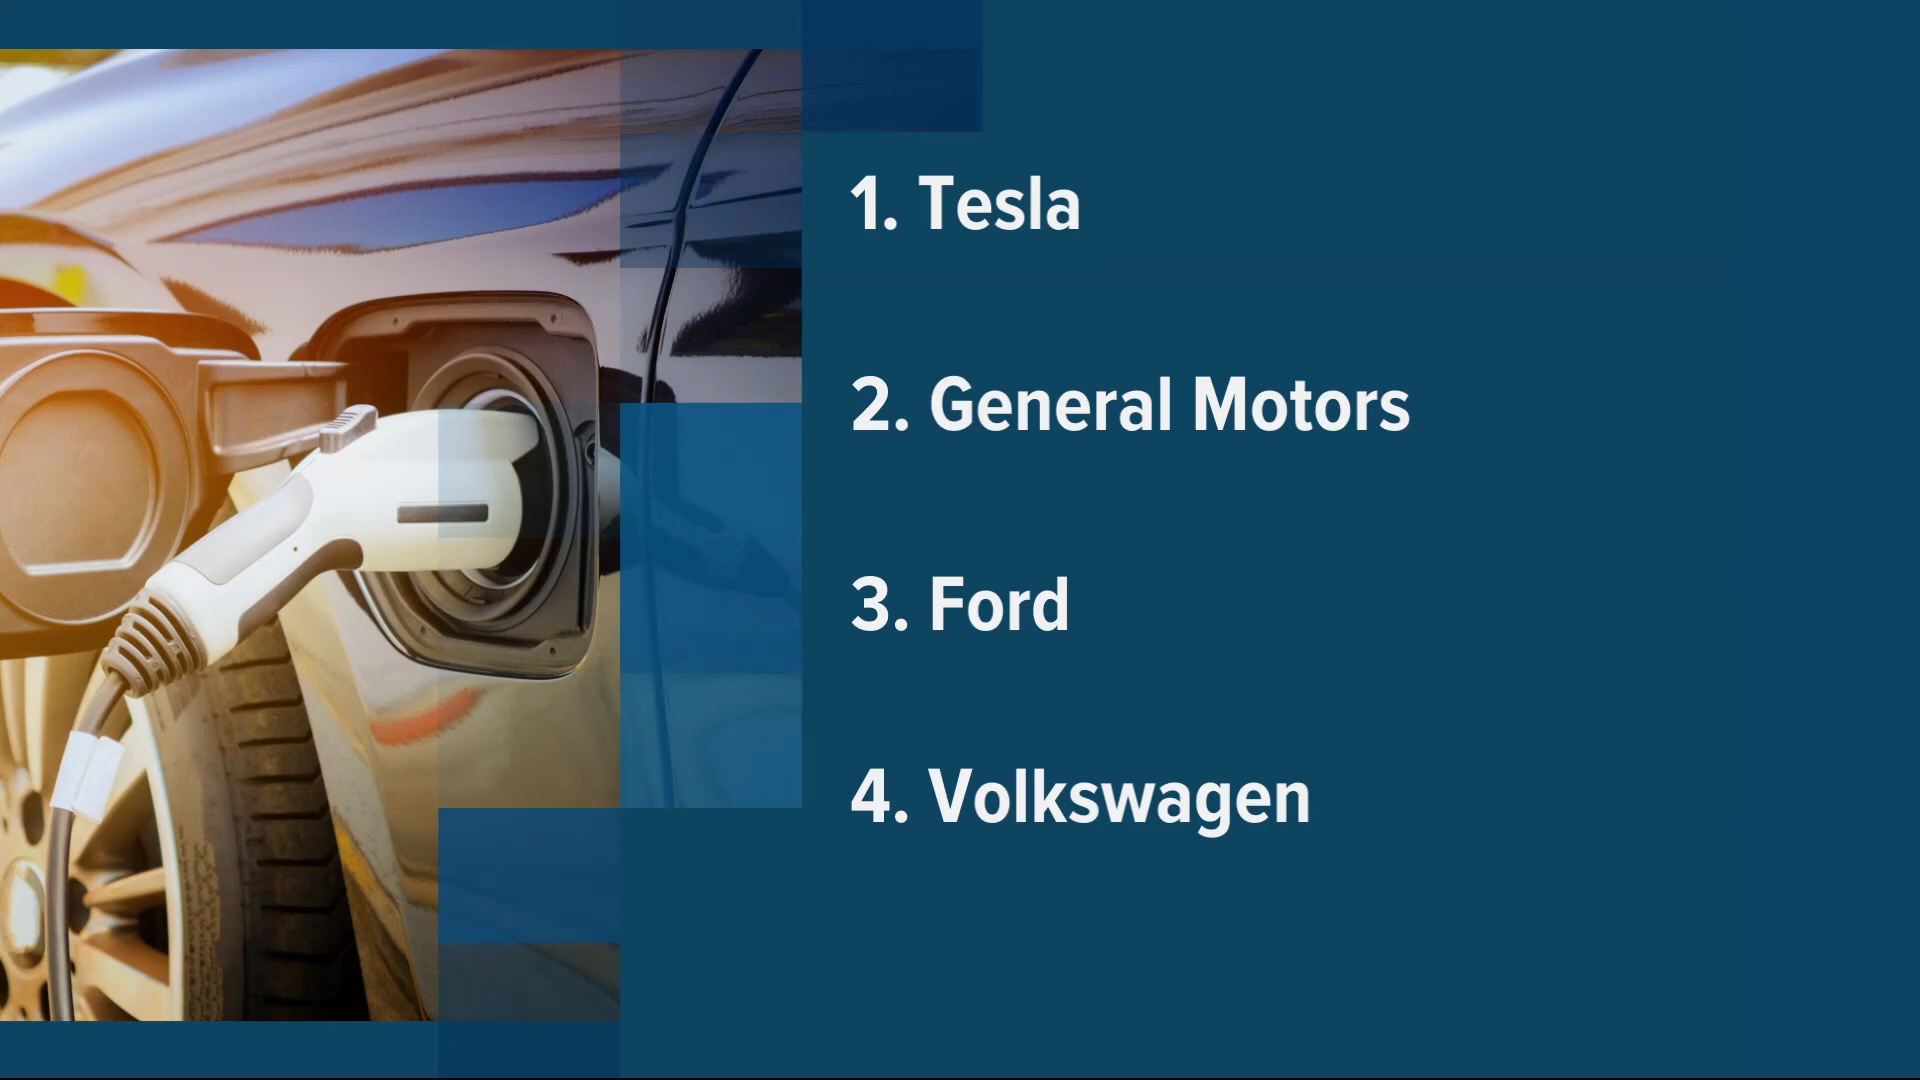 1. Tesla
2. General Motors
3. Ford
4. Volkswagen